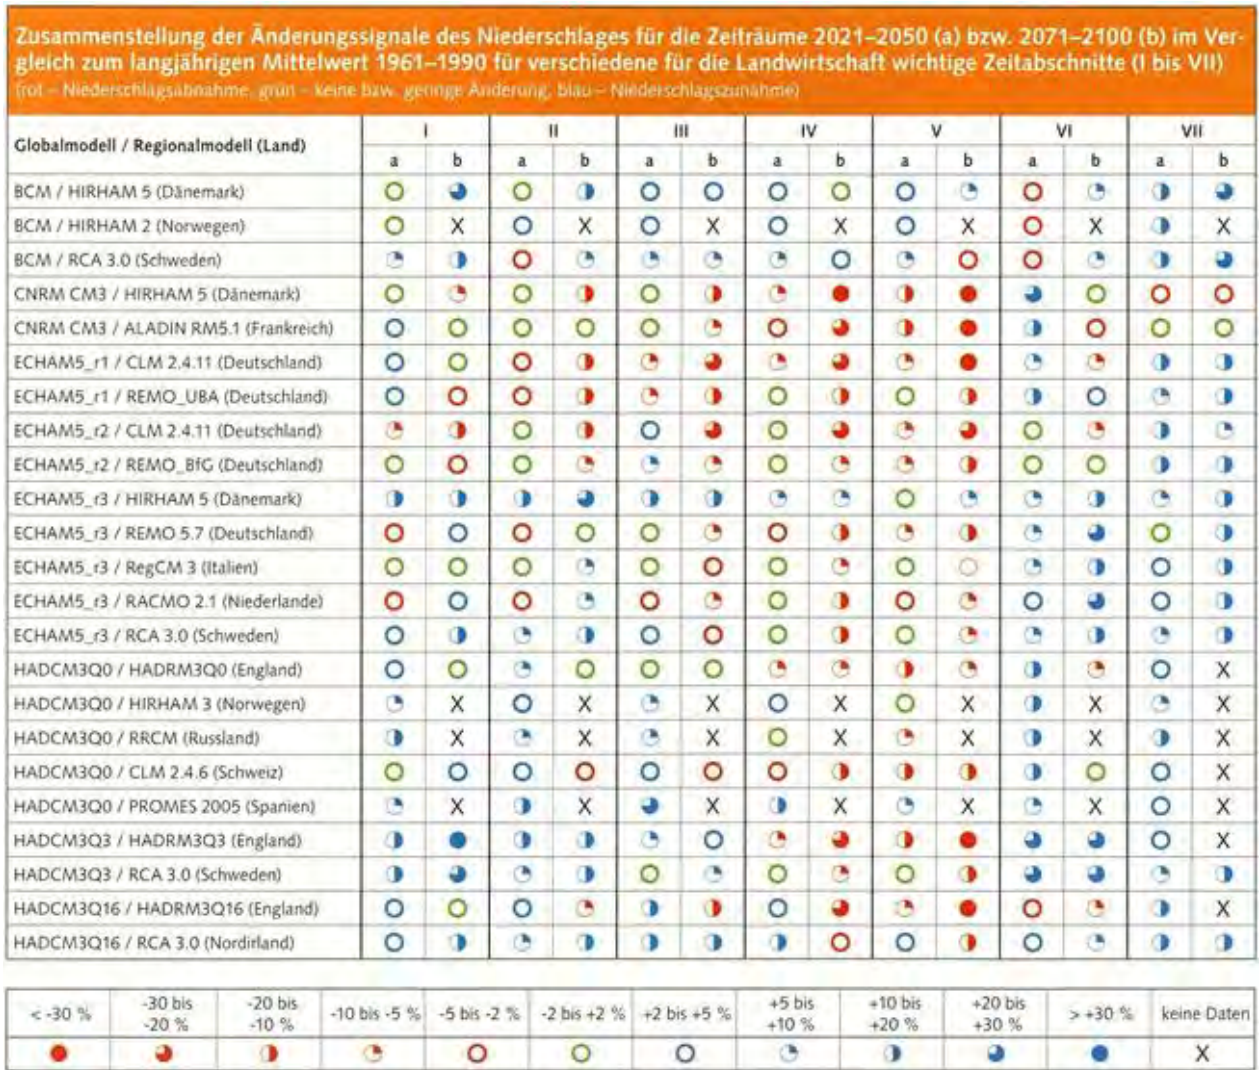 Zusammenstellung der Änderungssignale des Niederschlages für die Zeiträume 2021–2050 (a) bzw. 2071–2100 (b) im Ver-
gleich zum langjährigen Mittelwert 1961–1990 für verschiedene für die Landwirtschaft wichtige Zeitabschnitte (I bis VII)
(rot – Niederschlagsabnahme, grün – keine bzw. geringe Änderung, blau – Niederschlagszunahme)
Globalmodell / Regionalmodell (Land) I II III IV V VI VII
a b a b a b a b a b a b a b
BCM / HIRHAM 5 (Dänemark)
BCM / HIRHAM 2 (Norwegen) X X X X X X X
BCM / RCA 3.0 (Schweden)
CNRM CM3 / HIRHAM 5 (Dänemark)
CNRM CM3 / ALADIN RM5.1 (Frankreich)
ECHAM5_r1 / CLM 2.4.11 (Deutschland)
ECHAM5_r1 / REMO_UBA (Deutschland)
ECHAM5_r2 / CLM 2.4.11 (Deutschland)
ECHAM5_r2 / REMO_BfG (Deutschland)
ECHAM5_r3 / HIRHAM 5 (Dänemark)
ECHAM5_r3 / REMO 5.7 (Deutschland)
ECHAM5_r3 / RegCM 3 (Italien)
ECHAM5_r3 / RACMO 2.1 (Niederlande)
ECHAM5_r3 / RCA 3.0 (Schweden)
HADCM3Q0 / HADRM3Q0 (England) X
HADCM3Q0 / HIRHAM 3 (Norwegen) X X X X X X X
HADCM3Q0 / RRCM (Russland) X X X X X X X
HADCM3Q0 / CLM 2.4.6 (Schweiz) X
HADCM3Q0 / PROMES 2005 (Spanien) X X X X X X X
HADCM3Q3 / HADRM3Q3 (England) X
HADCM3Q3 / RCA 3.0 (Schweden)
HADCM3Q16 / HADRM3Q16 (England) X
HADCM3Q16 / RCA 3.0 (Nordirland)
< -30 % -30 bis -20 % -20 bis -10 % -10 bis -5 % -5 bis -2 % -2 bis +2 % +2 bis +5 % +5 bis +10 % +10 bis +20 % +20 bis +30 % > +30 % keine Daten
X